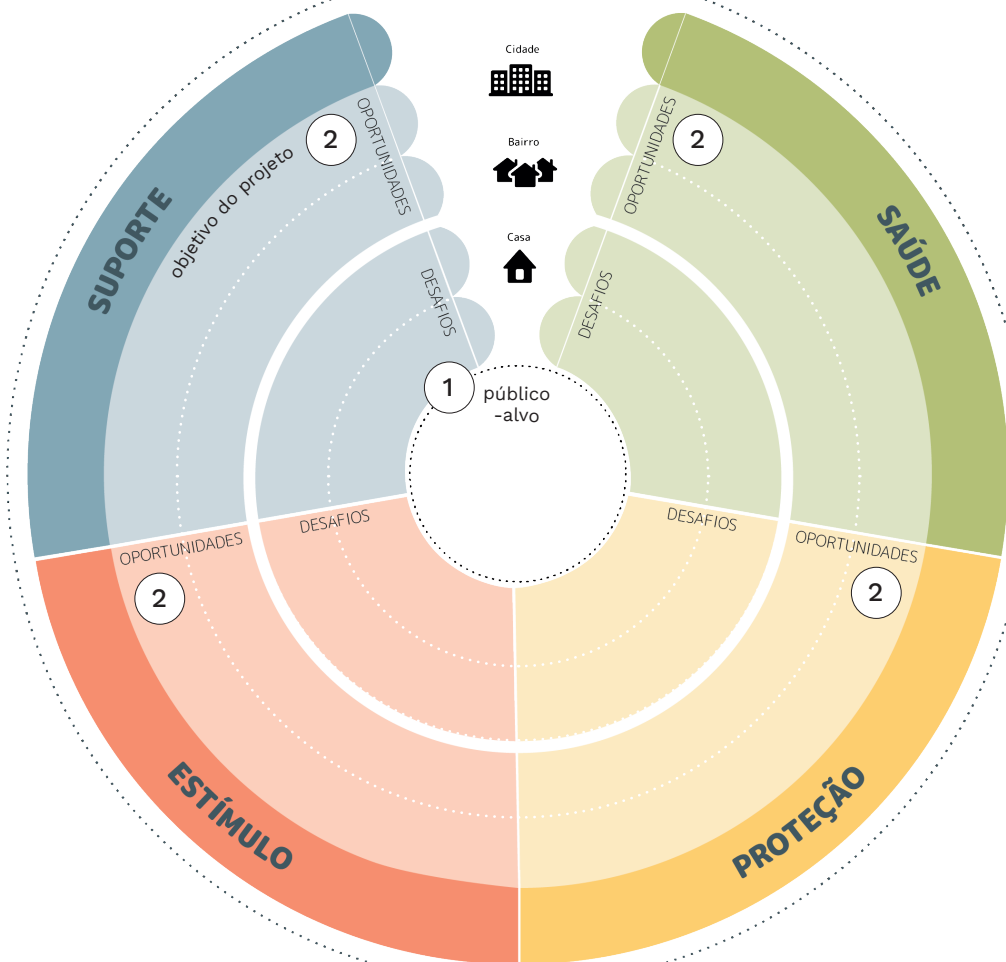 Cidade
Bairro
Casa
SUPORTE
objetivo do projeto
2
OPORTUNIDADES
DESAFIOS
OPORTUNIDADES
2
DESAFIOS
SAÚDE
1
público
-alvo
DESAFIOS
OPORTUNIDADES
2
ESTÍMULO
DESAFIOS
OPORTUNIDADES
2
PROTEÇÃO